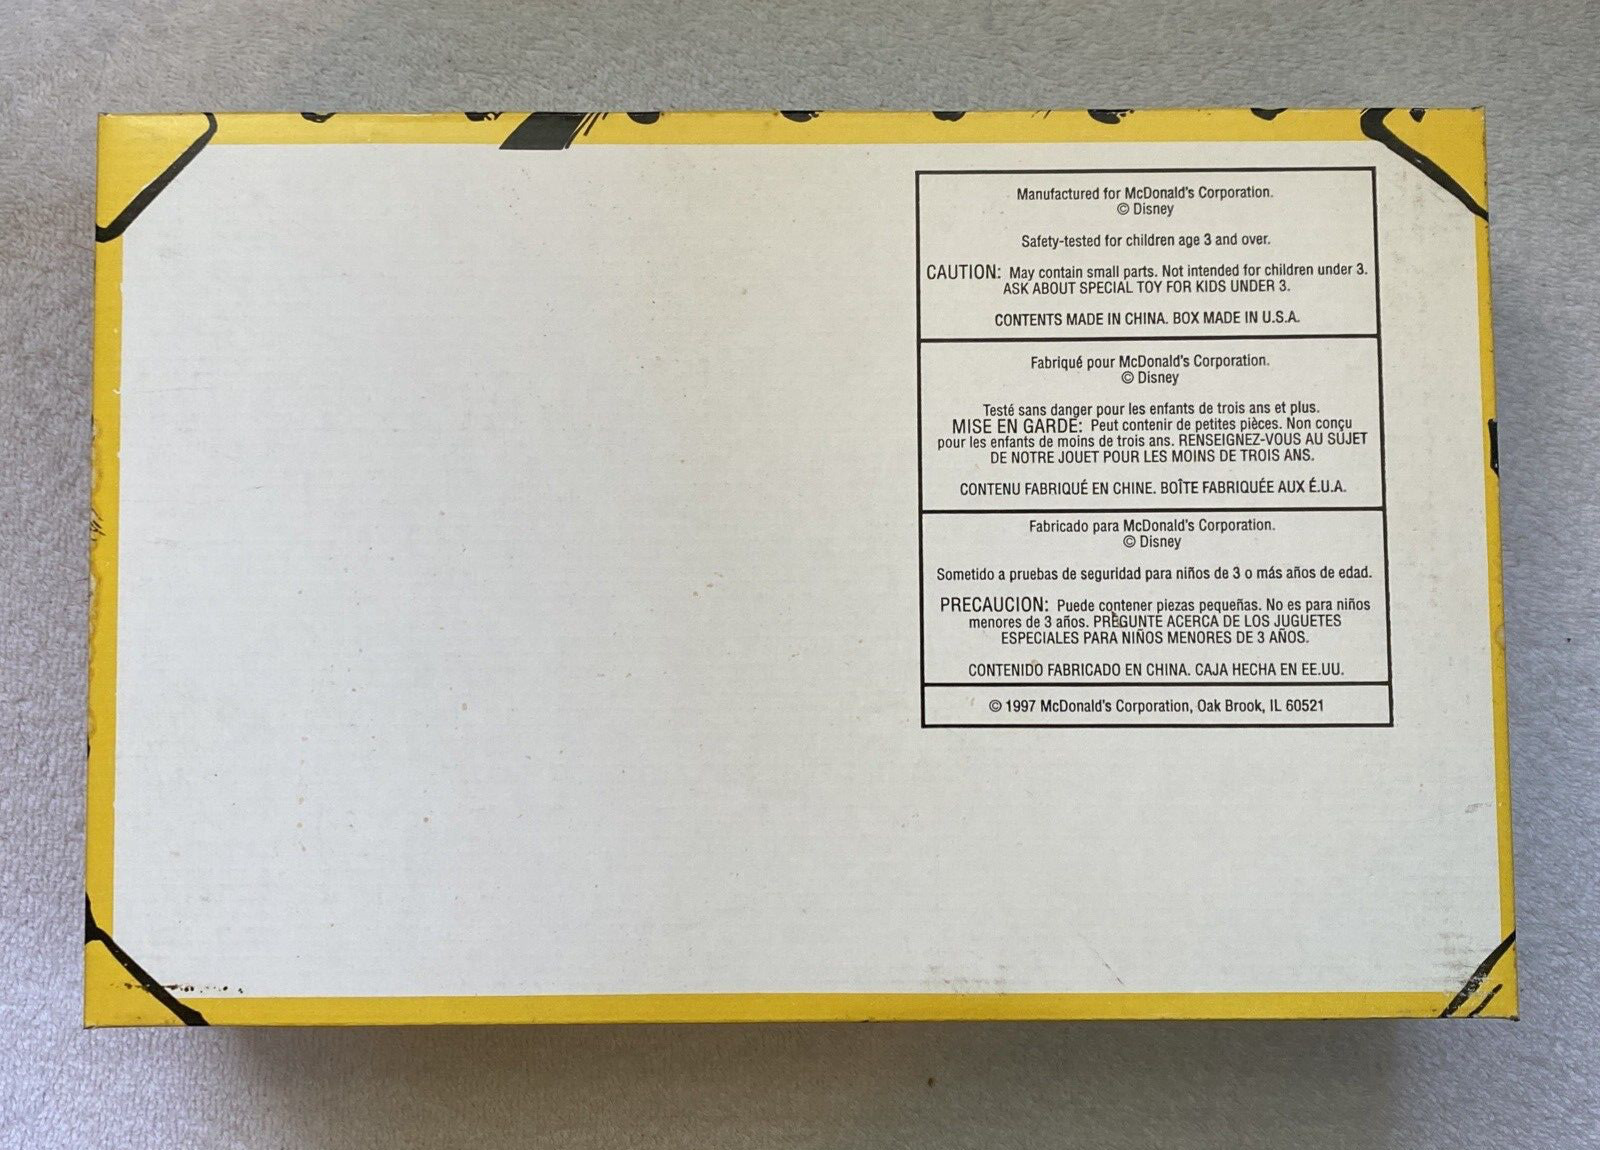 Manufactured for McDonald's Corporation.
© Disney
Safety-tested for children age 3 and over.
CAUTION: May contain small parts. Not intended for children under 3.
ASK ABOUT SPECIAL TOY FOR KIDS UNDER 3.
CONTENTS MADE IN CHINA. BOX MADE IN U.S.A.
Fabriqué pour McDonald's Corporation.
© Disney
Testé sans danger pour les enfants de trois ans et plus.
MISE EN GARDE: Peut contenir de petites pièces. Non conçu
pour les enfants de moins de trois ans. RENSEIGNEZ-VOUS AU SUJET
DE NOTRE JOUET POUR LES MOINS DE TROIS ANS.
CONTENU FABRIQUÉ EN CHINE. BOÎTE FABRIQUÉE AUX É.U.A.
Fabricado para McDonald's Corporation.
© Disney
Sometido a pruebas de seguridad para niños de 3 o más años de edad.
PRECAUCION: Puede contener piezas pequeñas. No es para niños
menores de 3 años. PREGUNTE ACERCA DE LOS JUGUETES
ESPECIALES PARA NIÑOS MENORES DE 3 AÑOS.
CONTENIDO FABRICADO EN CHINA. CAJA HECHA EN EE.UU.
© 1997 McDonald's Corporation, Oak Brook, IL 60521